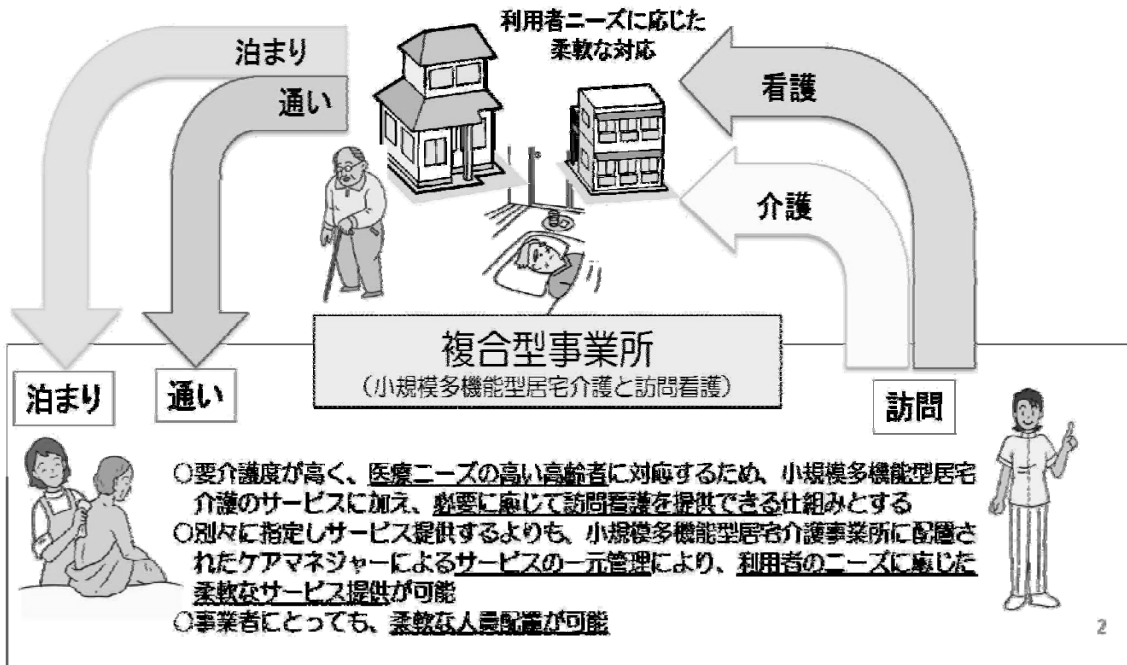 利用者ニーズに応じた
柔軟な対応
泊まり
通い
看護
介護
複合型事業所
（小規模多機能型居宅介護と訪問看護）
泊まり
通い
訪問
○要介護度が高く、医療ニーズの高い高齢者に対応するため、小規模多機能型居宅
介護のサービスに加え、必要に応じて訪問看護を提供できる仕組みとする
○別々に指定しサービス提供するよりも、小規模多機能型居宅介護事業所に配置さ
れたケアマネジャーによるサービスの一元管理により、利用者のニーズに応じた
柔軟なサービス提供が可能
○事業者にとっても、柔軟な人員配置が可能
2